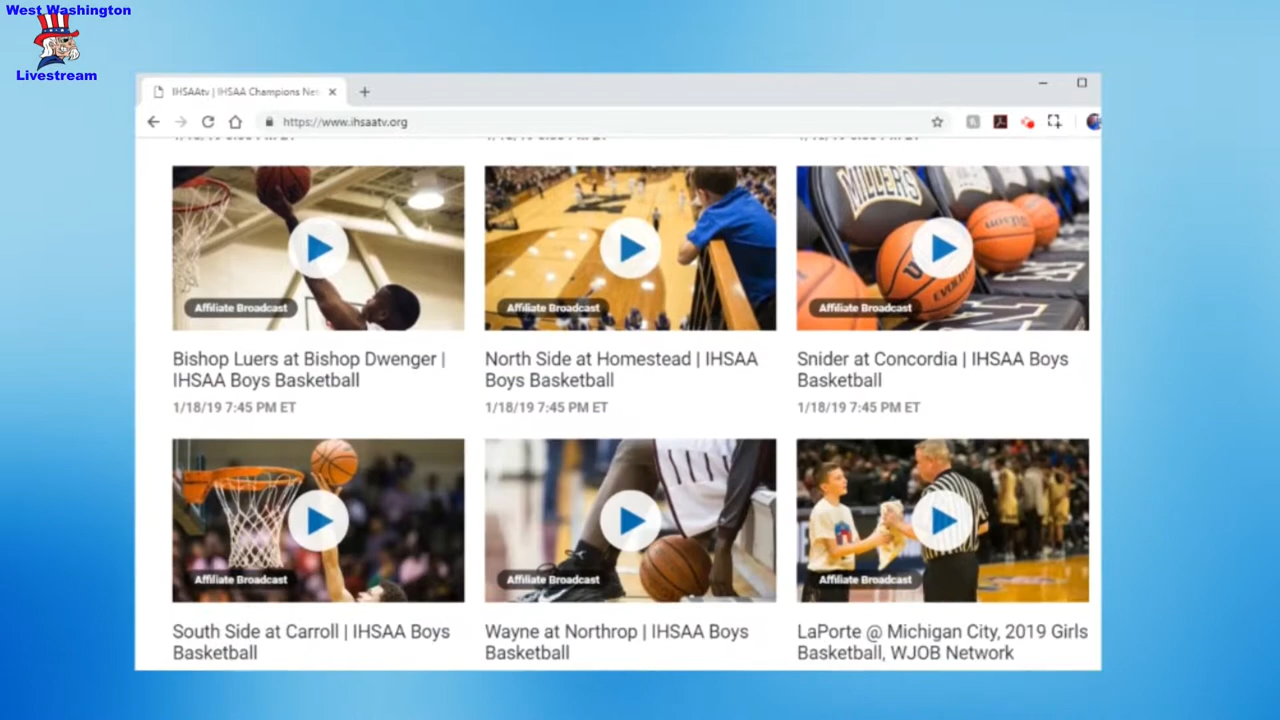 West Washington
Livestream
IHSAAtv | IHSAA Champions Net
https://www.ihsaatv.org
MILLERS
Wilson
EVOLUTION
Affiliate Broadcast
Affiliate Broadcast
Affiliate Broadcast
Bishop Luers at Bishop Dwenger |
IHSAA Boys Basketball
1/18/19 7:45 PM ET
North Side at Homestead | IHSAA
Boys Basketball
1/18/19 7:45 PM ET
Snider at Concordia | IHSAA Boys
Basketball
1/18/19 7:45 PM ET
Affiliate Broadcast
Affiliate Broadcast
Affiliate Broadcast
South Side at Carroll | IHSAA Boys
Basketball
Wayne at Northrop | IHSAA Boys
Basketball
LaPorte @ Michigan City, 2019 Girls
Basketball, WJOB Network